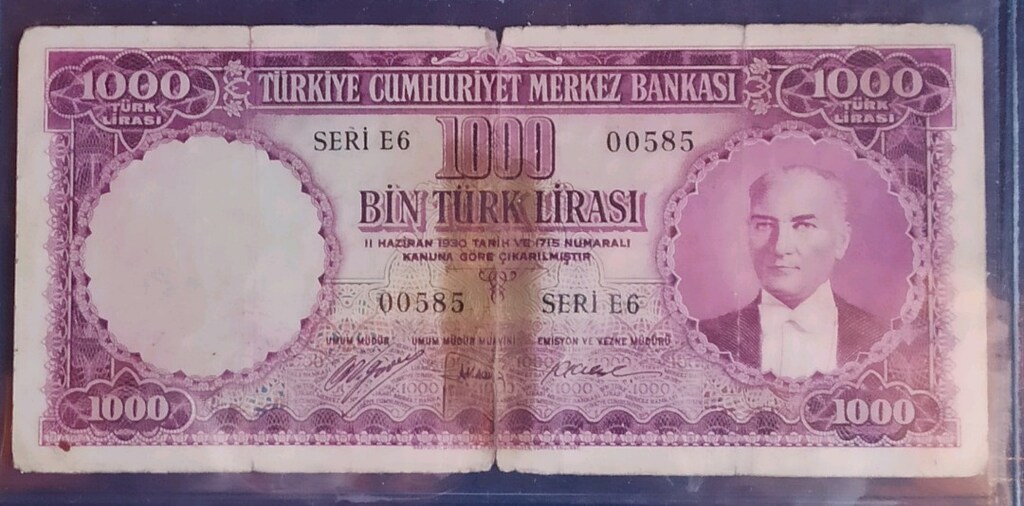 1000 TÜRKİYE CUMHURİYET MERKEZ BANKASI 1000
TÜRK LİRASI TÜRK LİRASI
SERİ E6 1000 00585
BİN TÜRK LİRASI
11 HAZİRAN 1930 TARİH VE 1715 NUMARALI
KANUNA GÖRE ÇIKARILMIŞTIR
00585 SERİ E6
UMUM MÜDÜR UMUM MÜDÜR MUAVİNİ EMİSYON VE VEZNE MÜDÜRÜ
1000 1000